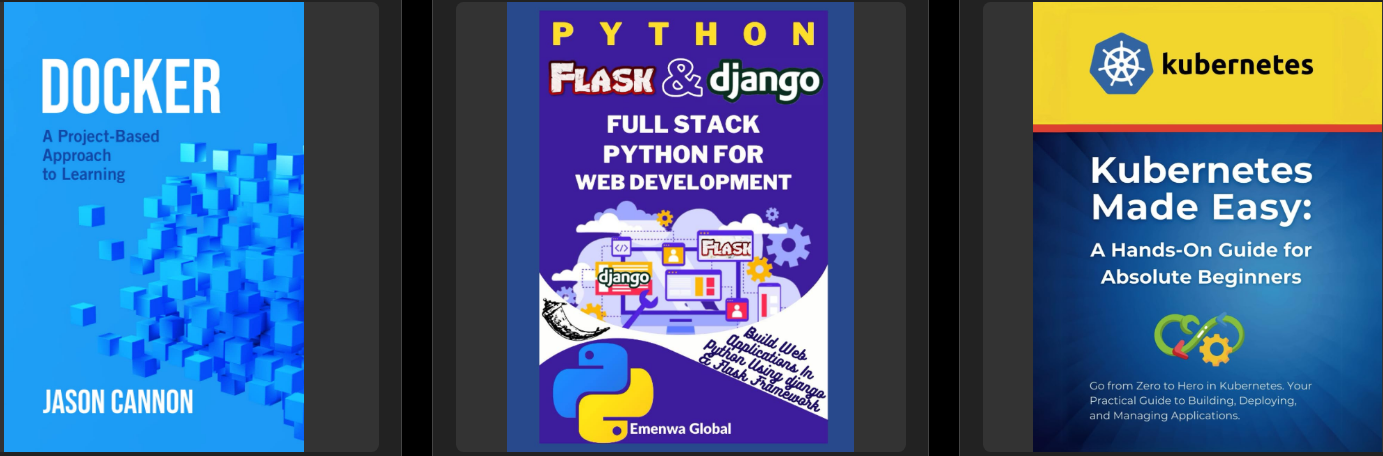 DOCKER
A Project-Based
Approach
to Learning
JASON CANNON
PYTHON
FLASK & django
FULL STACK
PYTHON FOR
WEB DEVELOPMENT
</>
FLASK
django
Build Web
Applications In
Python Using django
& Flask Framework
Emenwa Global
kubernetes
Kubernetes
Made Easy:
A Hands-On Guide for
Absolute Beginners
Go from Zero to Hero in Kubernetes. Your
Practical Guide to Building, Deploying,
and Managing Applications.